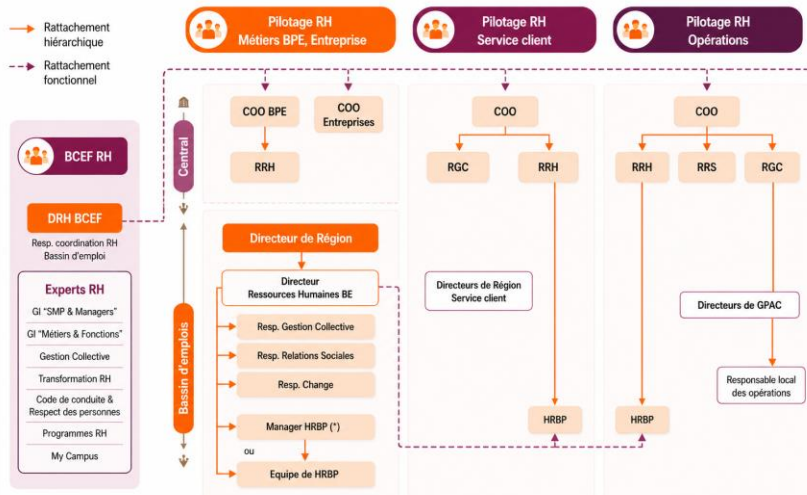 Rattachement
hiérarchique
Rattachement
fonctionnel
Pilotage RH
Métiers BPE, Entreprise
Pilotage RH
Service client
Pilotage RH
Opérations
BCEF RH
DRH BCEF
Resp. coordination RH
Bassin d'emploi
Experts RH
GI "SMP & Managers"
GI "Métiers & Fonctions"
Gestion Collective
Transformation RH
Code de conduite &
Respect des personnes
Programmes RH
My Campus
Central
Bassin d'emplois
COO BPE
COO
Entreprises
RRH
Directeur de Région
Directeur
Ressources Humaines BE
Resp. Gestion Collective
Resp. Relations Sociales
Resp. Change
Manager HRBP (*)
ou
Equipe de HRBP
COO
RGC
RRH
Directeurs de Région
Service client
HRBP
COO
RRH
RRS
RGC
Directeurs de GPAC
Responsable local
des opérations
HRBP